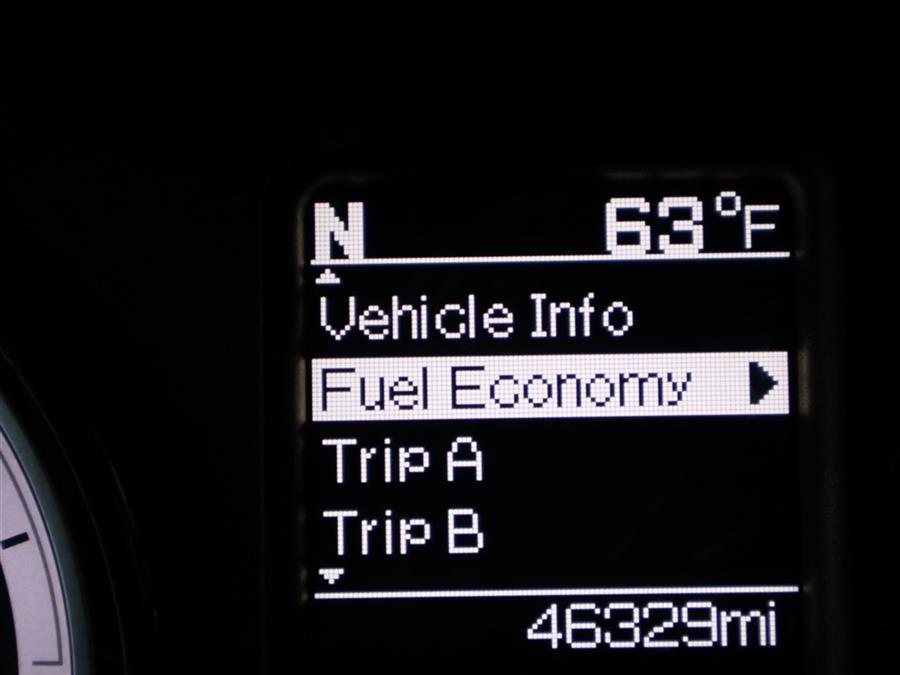 N 63°F
Vehicle Info
Fuel Economy
Trip A
Trip B
46329mi